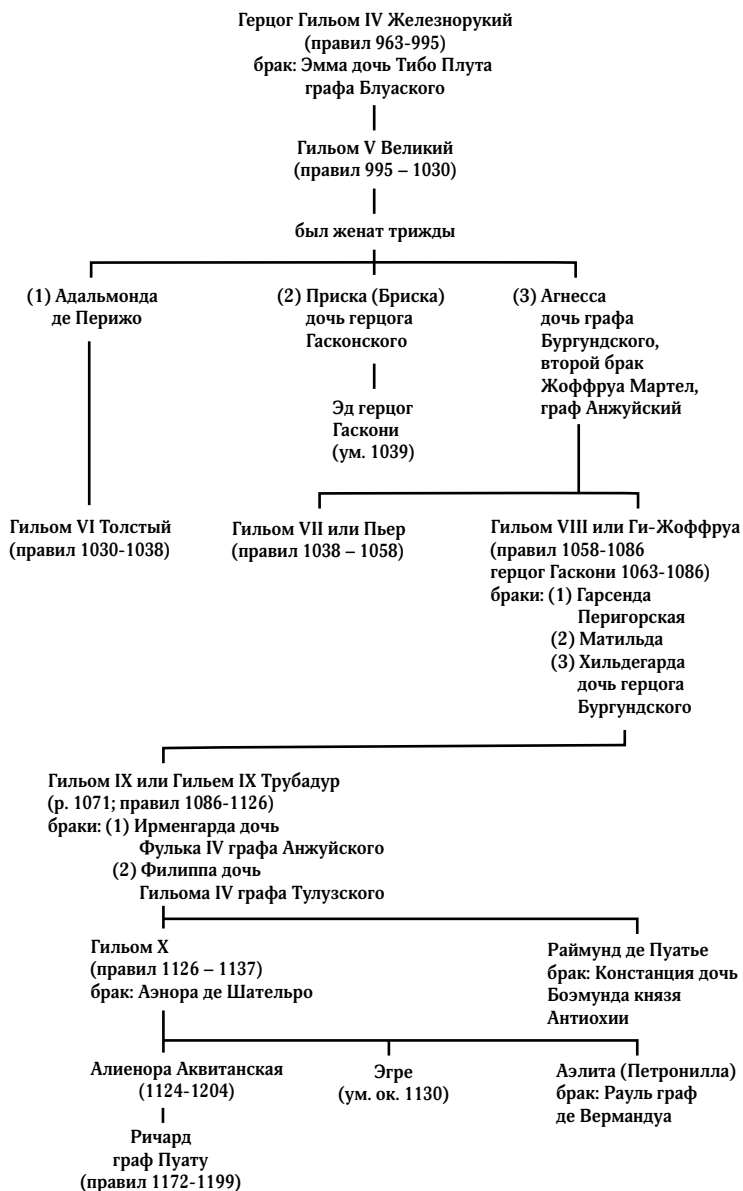 Герцог Гильом IV Железнорукий
(правил 963-995)
брак: Эмма дочь Тибо Плута
графа Блуаского
Гильом V Великий
(правил 995 – 1030)
был женат трижды
(1) Адальмонда
де Перижо
(2) Приска (Бриска)
дочь герцога
Гасконского
Эд герцог
Гаскони
(ум. 1039)
(3) Агнесса
дочь графа
Бургундского,
второй брак
Жоффруа Мартел,
граф Анжуйский
Гильом VI Толстый
(правил 1030-1038)
Гильом VII или Пьер
(правил 1038 – 1058)
Гильом VIII или Ги-Жоффруа
(правил 1058-1086
герцог Гаскони 1063-1086)
браки: (1) Гарсенда
Перигорская
(2) Матильда
(3) Хильдегарда
дочь герцога
Бургундского
Гильом IX или Гильем IX Трубадур
(р. 1071; правил 1086-1126)
браки: (1) Ирменгарда дочь
Фулька IV графа Анжуйского
(2) Филиппа дочь
Гильома IV графа Тулузского
Гильом X
(правил 1126 – 1137)
брак: Аэнора де Шательро
Раймунд де Пуатье
брак: Констанция дочь
Боэмунда князя
Антиохии
Алиенора Аквитанская
(1124-1204)
Эгре
(ум. ок. 1130)
Аэлита (Петронилла)
брак: Рауль граф
де Вермандуа
Ричард
граф Пуату
(правил 1172-1199)